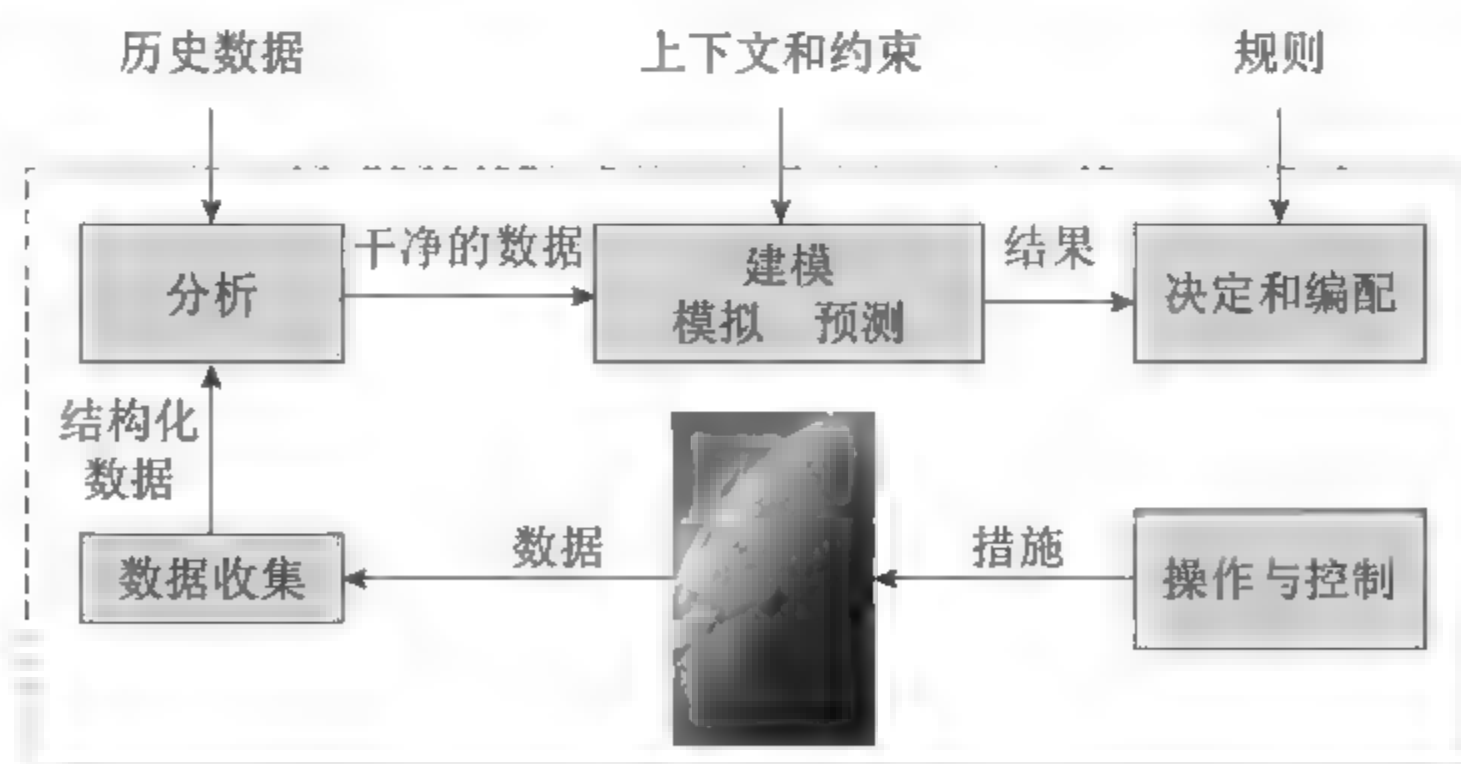 历史数据
上下文和约束
规则
分析
干净的数据
建模
模拟 预测
结果
决定和编配
结构化
数据
数据收集
数据
措施
操作与控制